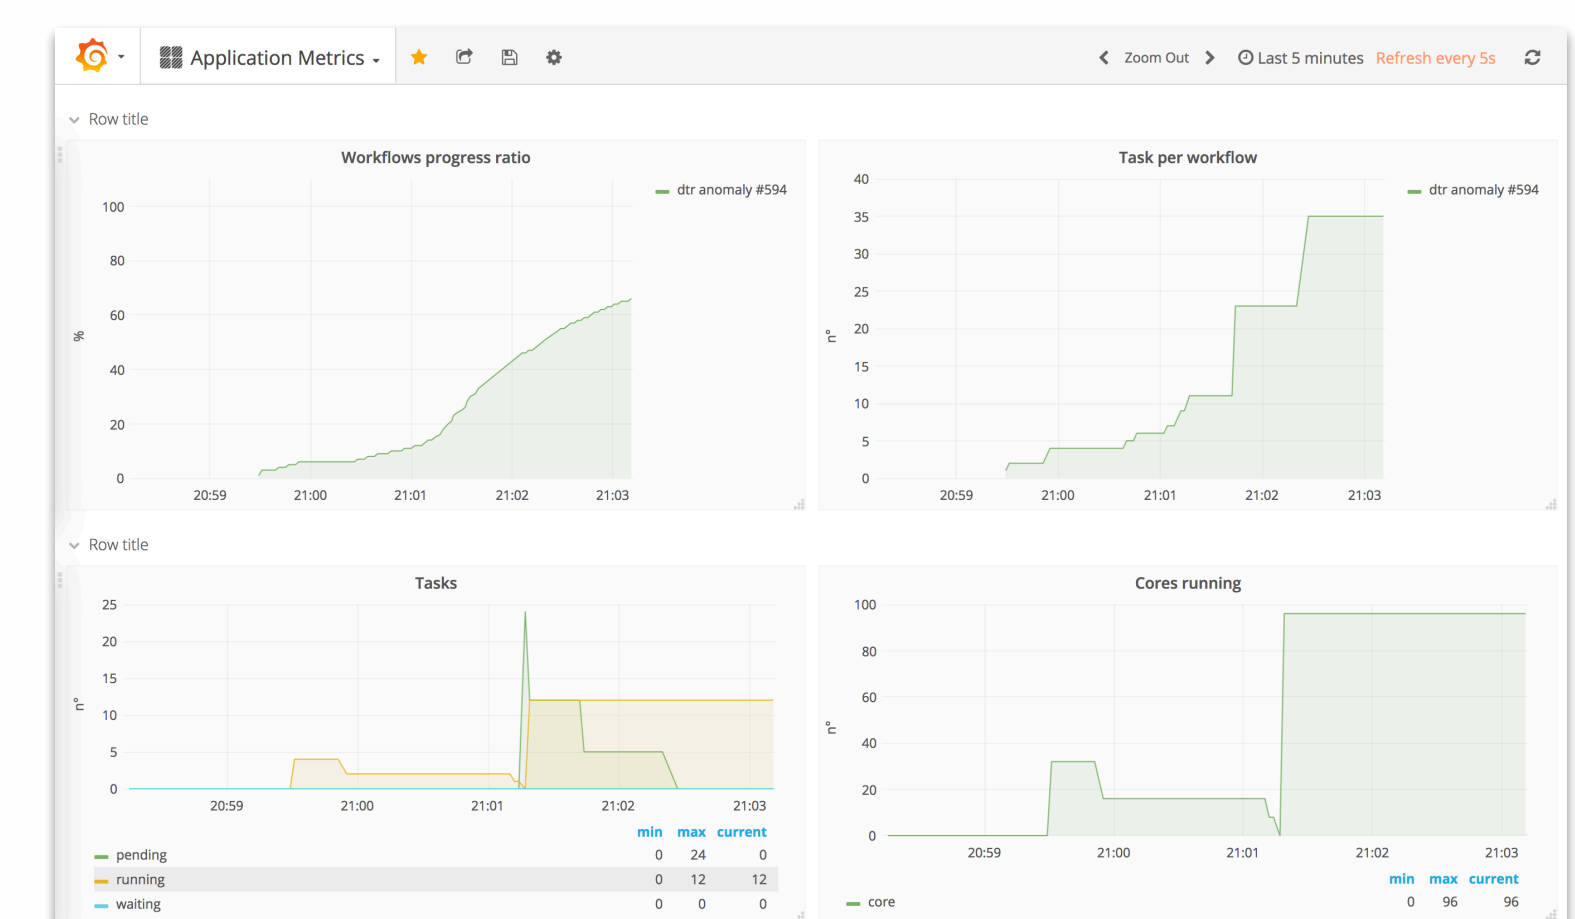 Application Metrics
Zoom Out
Last 5 minutes Refresh every 5s
Row title
Workflows progress ratio
dtr anomaly #594
100
80
60
40
20
0
%
20:59 21:00 21:01 21:02 21:03
Task per workflow
dtr anomaly #594
40
35
30
25
20
15
10
5
0
n°
20:59 21:00 21:01 21:02 21:03
Row title
Tasks
25
20
15
10
5
0
n°
20:59 21:00 21:01 21:02 21:03
min max current
pending 0 24 0
running 0 12 12
waiting 0 0 0
Cores running
100
80
60
40
20
0
n°
20:59 21:00 21:01 21:02 21:03
min max current
core 0 96 96